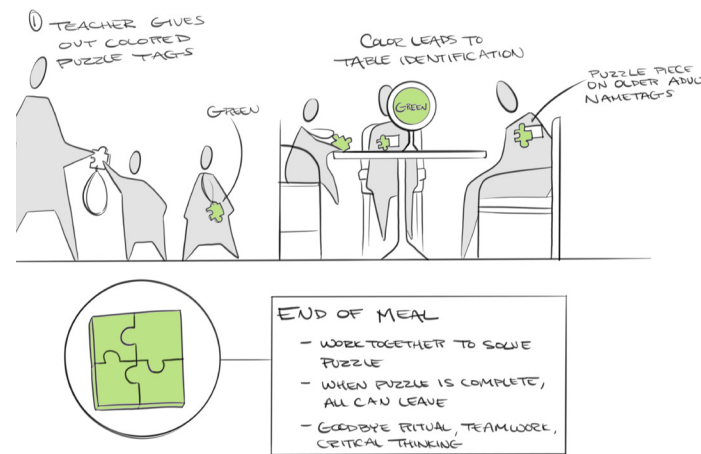 ① TEACHER GIVES
OUT COLORED
PUZZLE TAGS
GREEN
COLOR LEADS TO
TABLE IDENTIFICATION
GREEN
PUZZLE PIECE
ON OLDER ADUL
NAMETAGS
END OF MEAL
- WORK TOGETHER TO SOLVE
PUZZLE
- WHEN PUZZLE IS COMPLETE,
ALL CAN LEAVE
- GOODBYE RITUAL, TEAMWORK,
CRITICAL THINKING